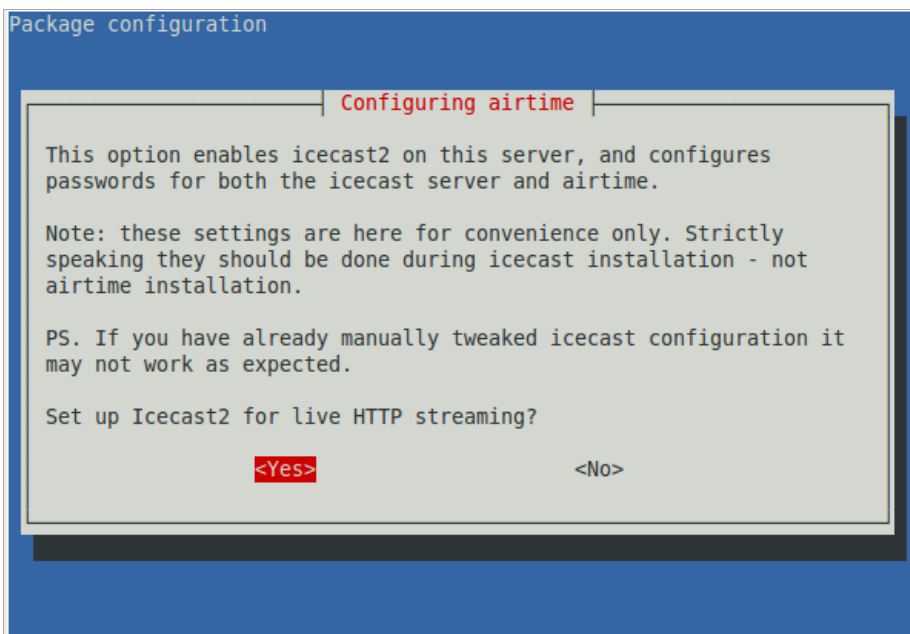 Package configuration
Configuring airtime
This option enables icecast2 on this server, and configures
passwords for both the icecast server and airtime.
Note: these settings are here for convenience only. Strictly
speaking they should be done during icecast installation - not
airtime installation.
PS. If you have already manually tweaked icecast configuration it
may not work as expected.
Set up Icecast2 for live HTTP streaming?
<Yes> <No>